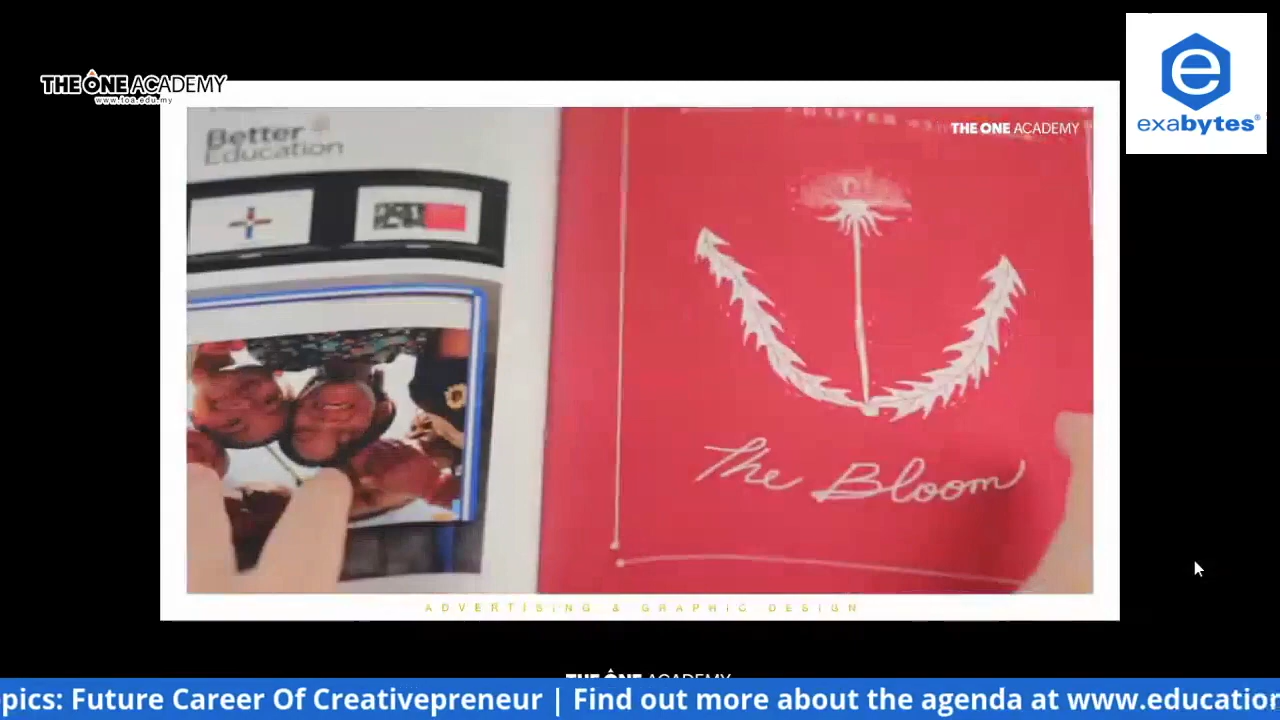 THE ONE ACADEMY
www.toa.edu.my
exabytes®
Better
Education
THE ONE ACADEMY
The Bloom
ADVERTISING & GRAPHIC DESIGN
THE ONE ACADEMY
pics: Future Career Of Creativepreneur | Find out more about the agenda at www.education